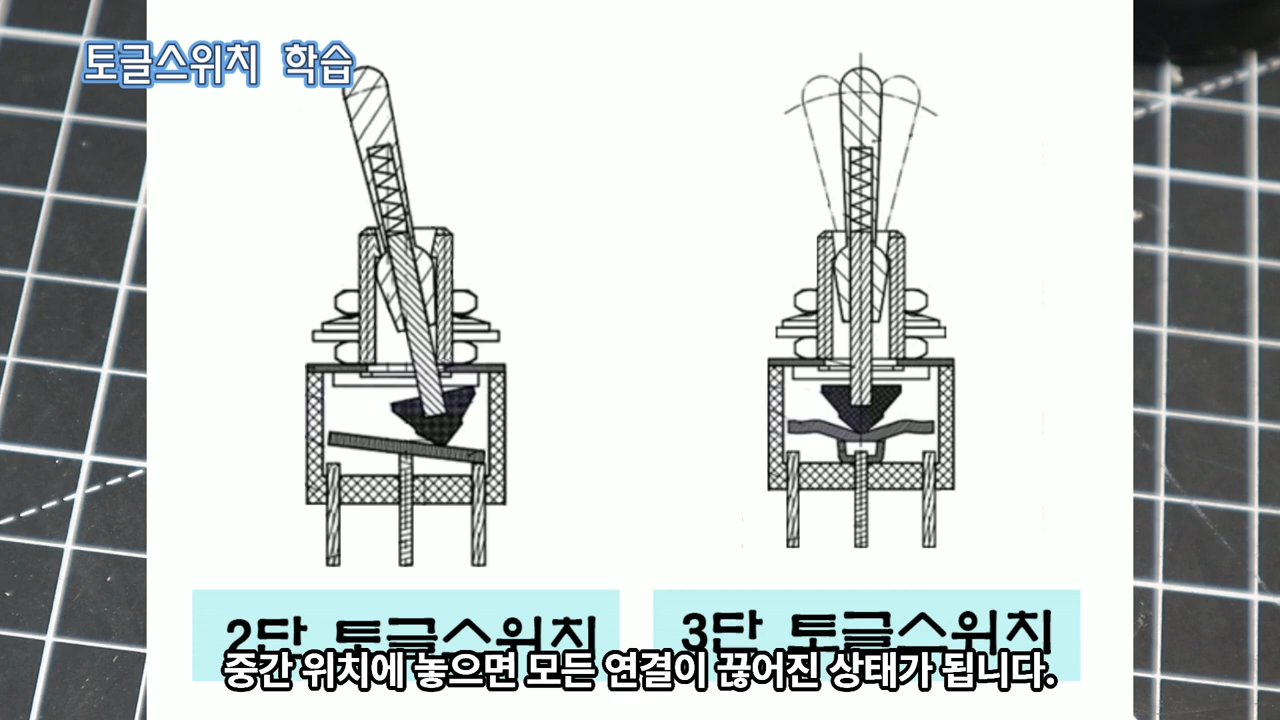 토글스위치 학습
2단 토글스위치
3단 토글스위치
중간 위치에 놓으면 모든 연결이 끊어진 상태가 됩니다.